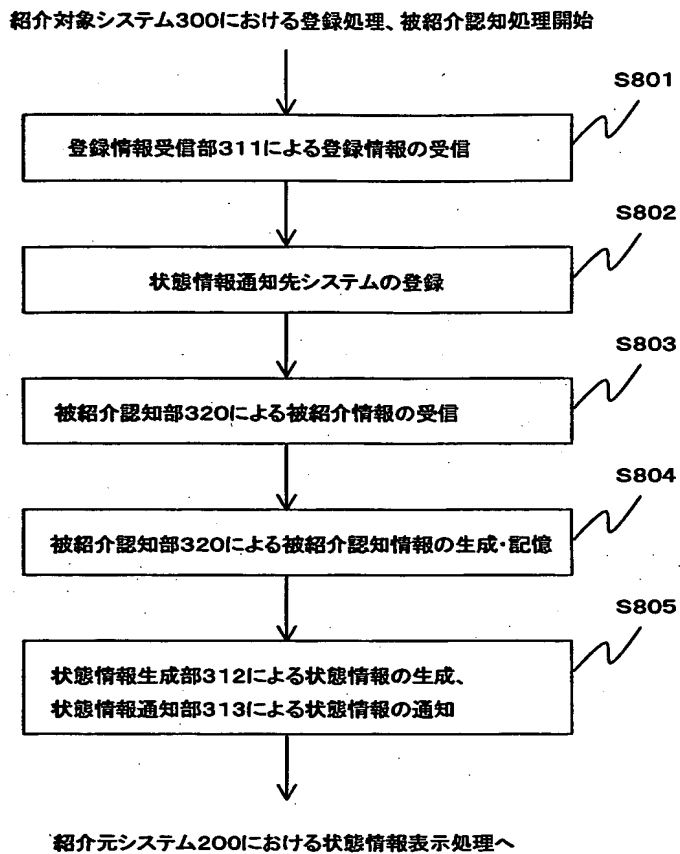 紹介対象システム300における登録処理、被紹介認知処理開始
S801
登録情報受信部311による登録情報の受信
S802
状態情報通知先システムの登録
S803
被紹介認知部320による被紹介情報の受信
S804
被紹介認知部320による被紹介認知情報の生成・記憶
S805
状態情報生成部312による状態情報の生成、
状態情報通知部313による状態情報の通知
紹介元システム200における状態情報表示処理へ